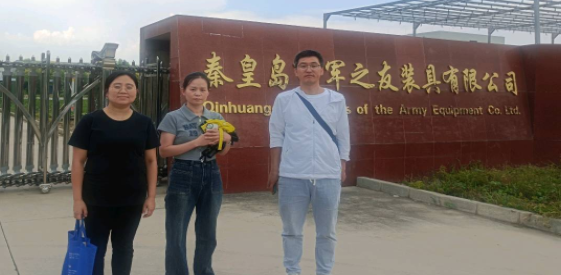 秦皇岛军之友装具有限公司
Qinhuang s of the Army Equipment Co. Ltd.